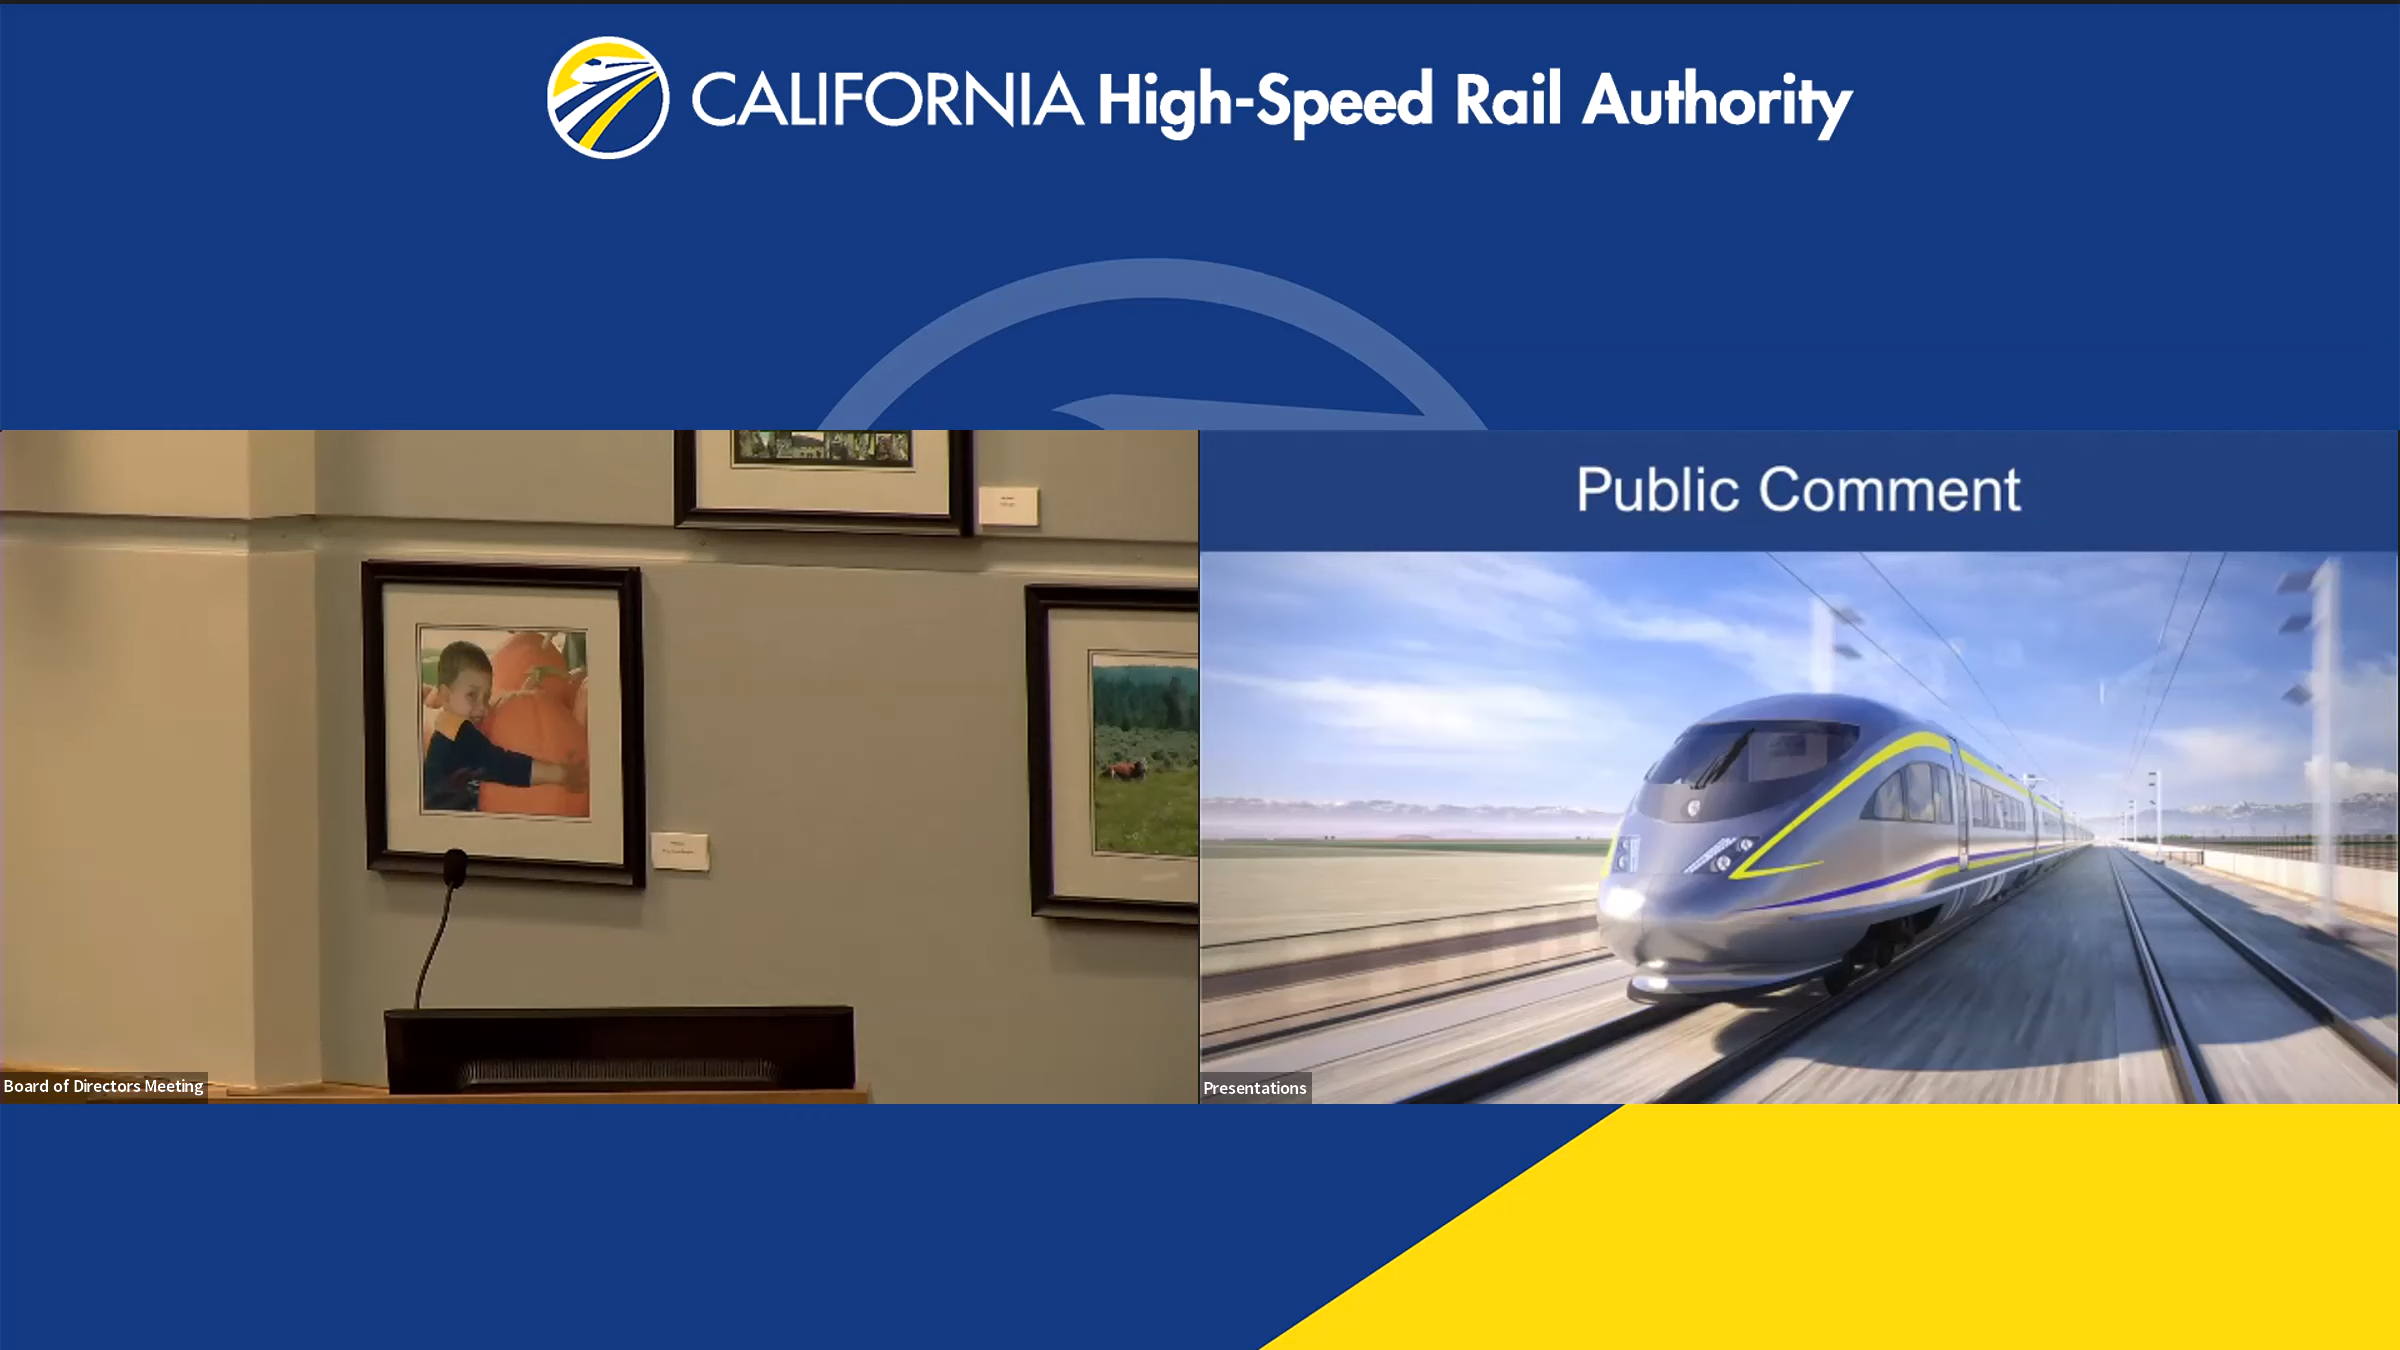 CALIFORNIA High-Speed Rail Authority
Public Comment
Board of Directors Meeting
Presentations